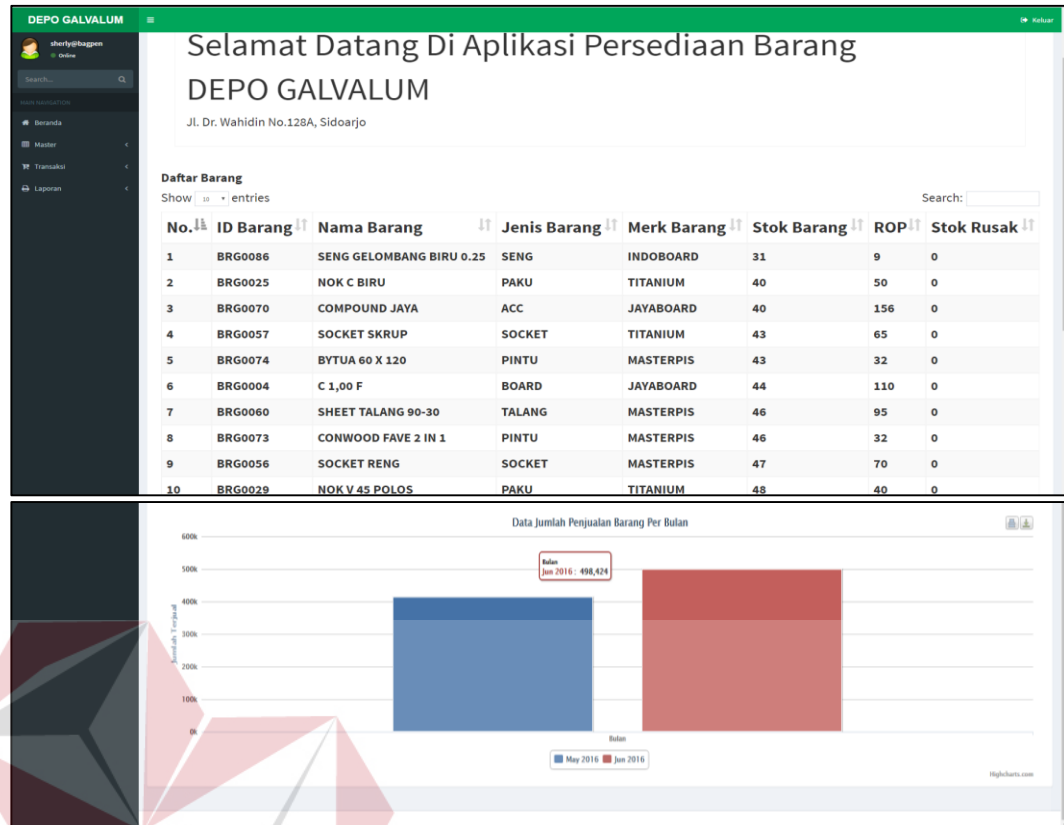 DEPO GALVALUM
Keluar
sherly@bagpen
Online
Search...
MAIN NAVIGATION
Beranda
Master
Transaksi
Laporan
Selamat Datang Di Aplikasi Persediaan Barang
DEPO GALVALUM
Jl. Dr. Wahidin No.128A, Sidoarjo
Daftar Barang
Show 10 entries Search:
No. ID Barang Nama Barang Jenis Barang Merk Barang Stok Barang ROP Stok Rusak
1 BRG0086 SENG GELOMBANG BIRU 0.25 SENG INDOBOARD 31 9 0
2 BRG0025 NOK C BIRU PAKU TITANIUM 40 50 0
3 BRG0070 COMPOUND JAYA ACC JAYABOARD 40 156 0
4 BRG0057 SOCKET SKRUP SOCKET TITANIUM 43 65 0
5 BRG0074 BYTUA 60 X 120 PINTU MASTERPIS 43 32 0
6 BRG0004 C 1,00 F BOARD JAYABOARD 44 110 0
7 BRG0060 SHEET TALANG 90-30 TALANG MASTERPIS 46 95 0
8 BRG0073 CONWOOD FAVE 2 IN 1 PINTU MASTERPIS 46 32 0
9 BRG0056 SOCKET RENG SOCKET MASTERPIS 47 70 0
10 BRG0029 NOK V 45 POLOS PAKU TITANIUM 48 40 0
Data Jumlah Penjualan Barang Per Bulan
600k
500k
400k
300k
200k
100k
0k
Jumlah Terjual
Bulan
Jun 2016 : 498,424
Bulan
May 2016 Jun 2016
Highcharts.com